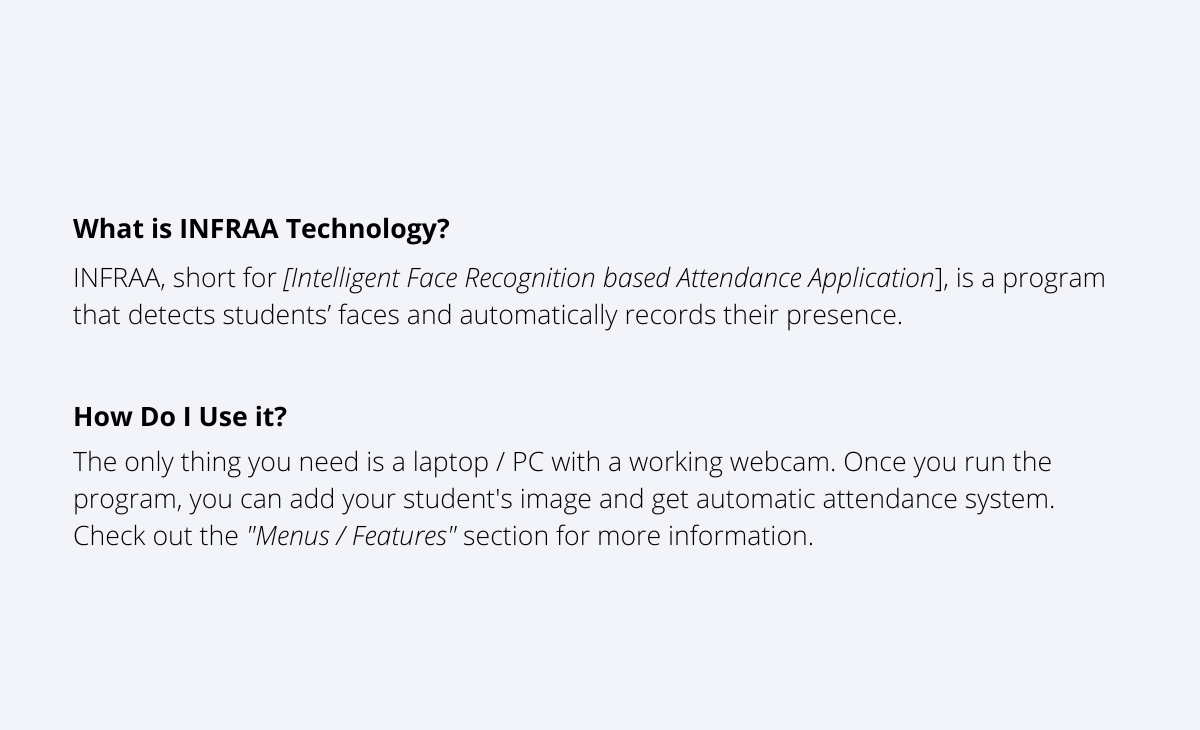 What is INFRAA Technology?
INFRAA, short for [Intelligent Face Recognition based Attendance Application], is a program
that detects students’ faces and automatically records their presence.
How Do I Use it?
The only thing you need is a laptop / PC with a working webcam. Once you run the
program, you can add your student's image and get automatic attendance system.
Check out the "Menus / Features" section for more information.